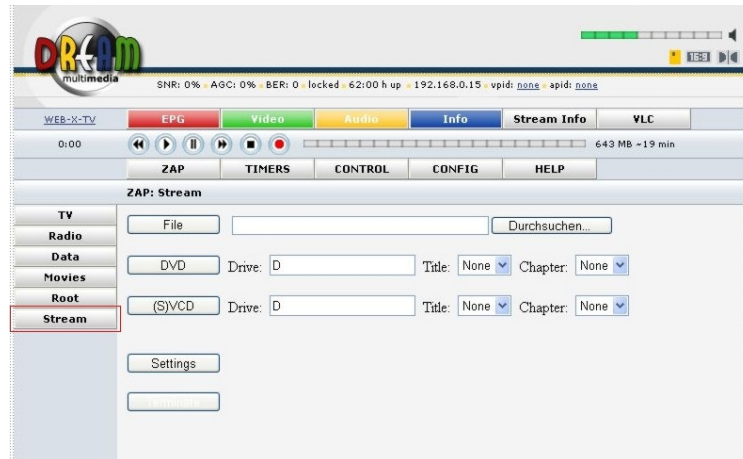 DREAM
multimedia
16:9
SNR: 0% AGC: 0% BER: 0 locked 62:00 h up 192.168.0.15 vpid: none apid: none
WEB-X-TV EPG Video Audio Info Stream Info VLC
0:00 643 MB ~19 min
ZAP TIMERS CONTROL CONFIG HELP
ZAP: Stream
TV
Radio
Data
Movies
Root
Stream
File Durchsuchen...
DVD Drive: D Title: None Chapter: None
(S)VCD Drive: D Title: None Chapter: None
Settings